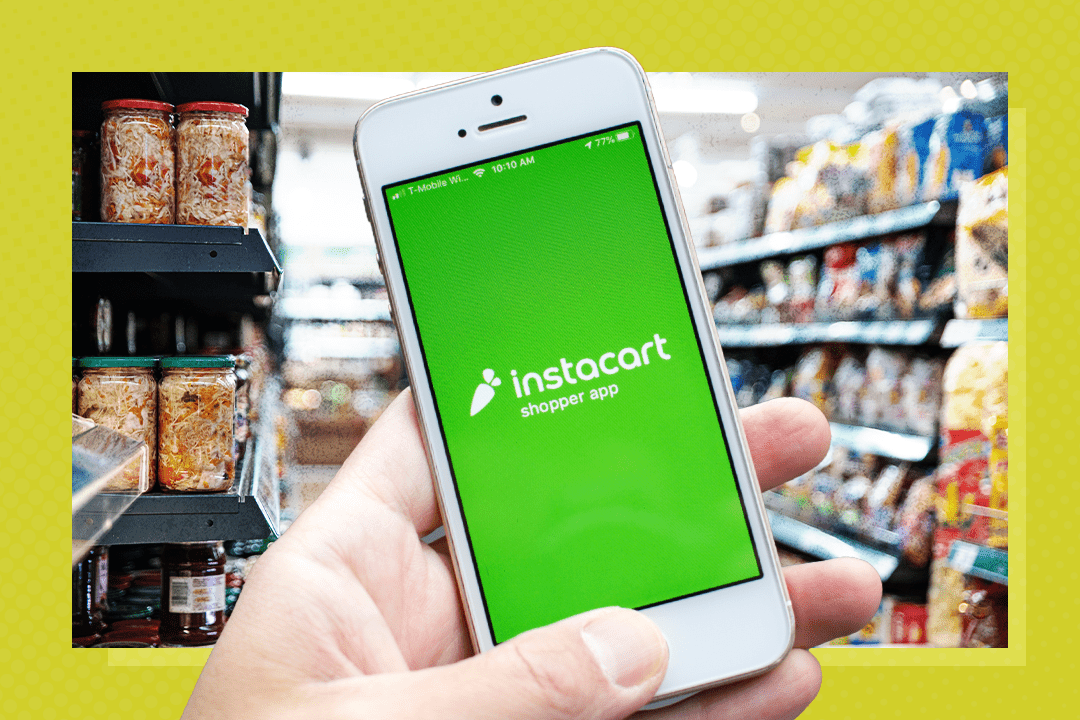 T-Mobile Wi... 10:10 AM 77%
instacart
shopper app